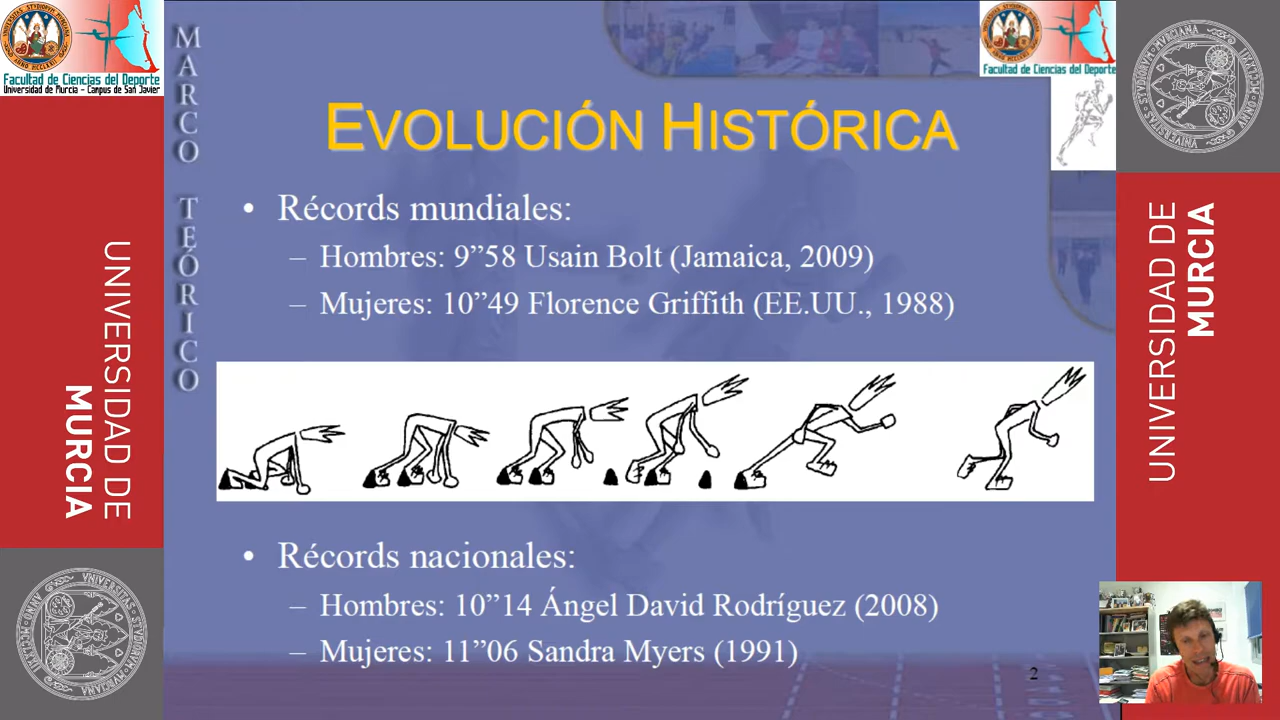 Facultad de Ciencias del Deporte
Universidad de Murcia - Campus de San Javier
UNIVERSIDAD DE
MURCIA
MARCO TEÓRICO
EVOLUCIÓN HISTÓRICA
• Récords mundiales:
– Hombres: 9”58 Usain Bolt (Jamaica, 2009)
– Mujeres: 10”49 Florence Griffith (EE.UU., 1988)
• Récords nacionales:
– Hombres: 10”14 Ángel David Rodríguez (2008)
– Mujeres: 11”06 Sandra Myers (1991)
2
Facultad de Ciencias del Deporte
UNIVERSIDAD DE
MURCIA